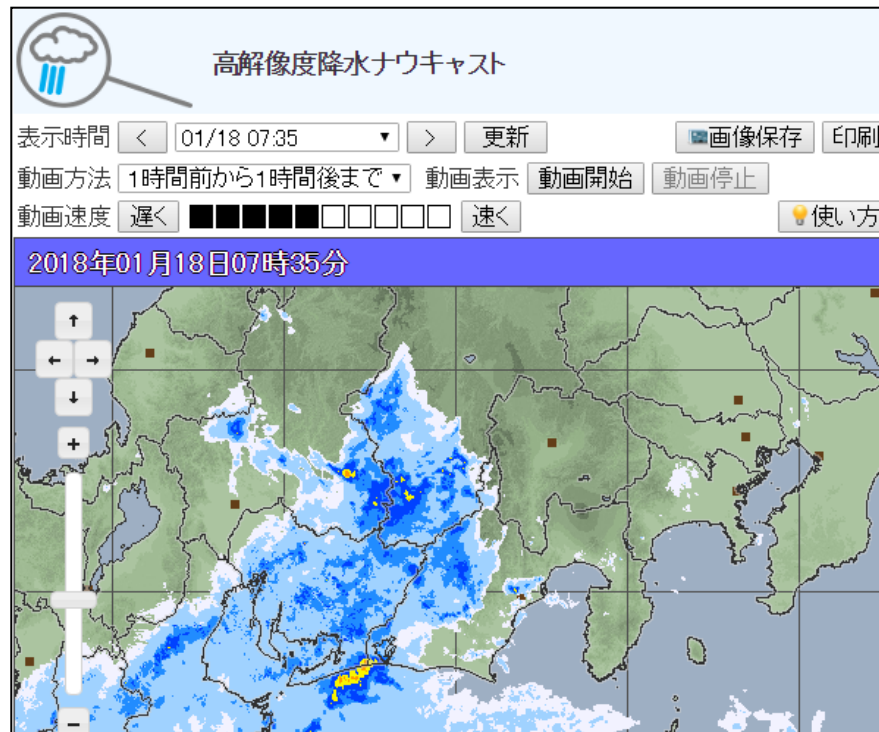 高解像度降水ナウキャスト
表示時間 < 01/18 07:35 ▼ > 更新 画像保存 印刷
動画方法 1時間前から1時間後まで ▼ 動画表示 動画開始 動画停止
動画速度 遅く ■■■■■□□□□□ 速く 使い方
2018年01月18日07時35分
↑
← →
↓
+
−